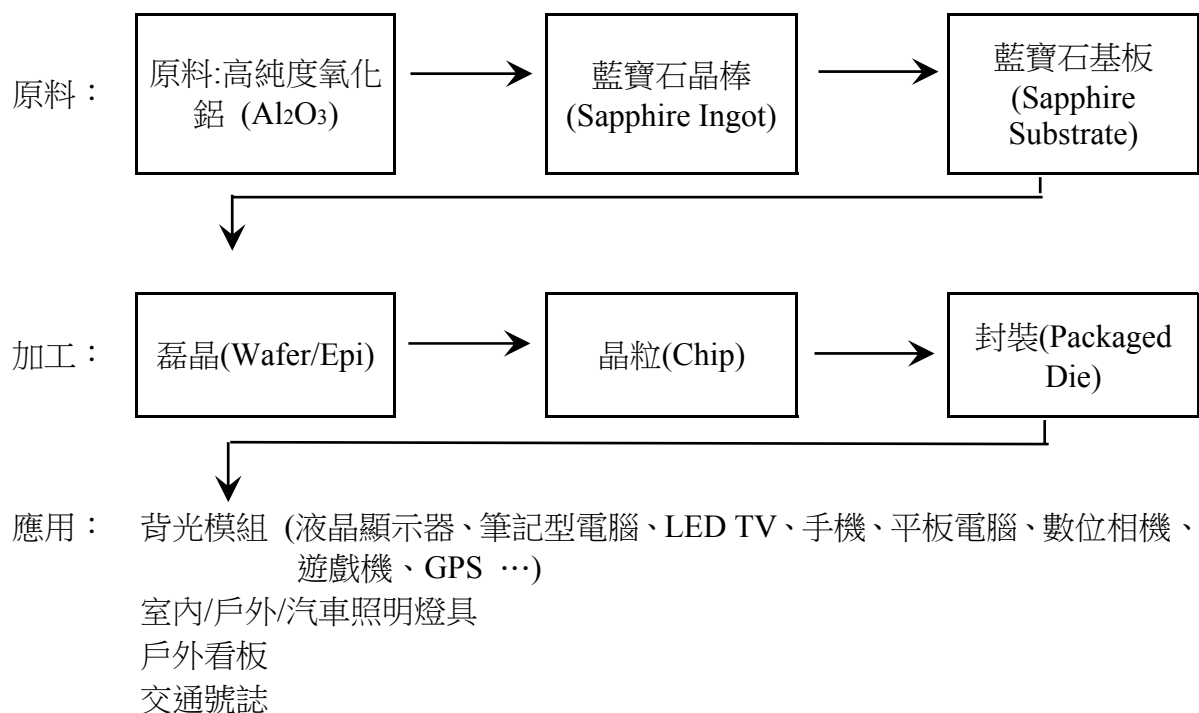 原料：
原料:高純度氧化
鋁 (Al2O3)
藍寶石晶棒
(Sapphire Ingot)
藍寶石基板
(Sapphire
Substrate)
加工：
磊晶(Wafer/Epi)
晶粒(Chip)
封裝(Packaged
Die)
應用： 背光模組 (液晶顯示器、筆記型電腦、LED TV、手機、平板電腦、數位相機、
遊戲機、GPS …)
室內/戶外/汽車照明燈具
戶外看板
交通號誌